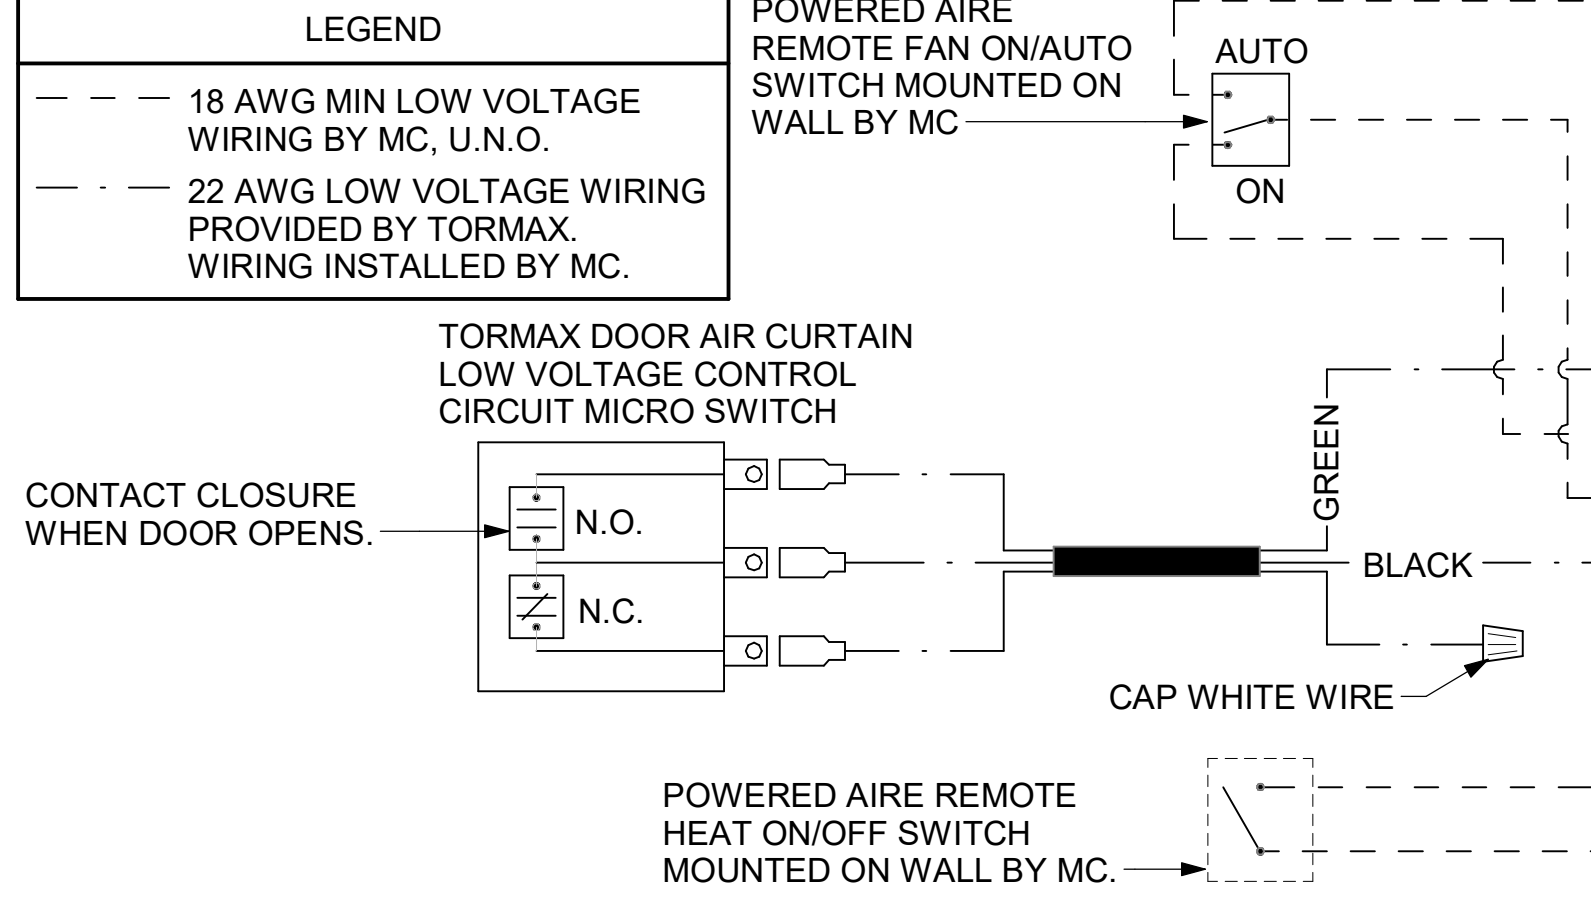 LEGEND
18 AWG MIN LOW VOLTAGE
WIRING BY MC, U.N.O.
22 AWG LOW VOLTAGE WIRING
PROVIDED BY TORMAX.
WIRING INSTALLED BY MC.
POWERED AIRE
REMOTE FAN ON/AUTO
SWITCH MOUNTED ON
WALL BY MC
AUTO
ON
TORMAX DOOR AIR CURTAIN
LOW VOLTAGE CONTROL
CIRCUIT MICRO SWITCH
CONTACT CLOSURE
WHEN DOOR OPENS.
N.O.
N.C.
GREEN
BLACK
CAP WHITE WIRE
POWERED AIRE REMOTE
HEAT ON/OFF SWITCH
MOUNTED ON WALL BY MC.